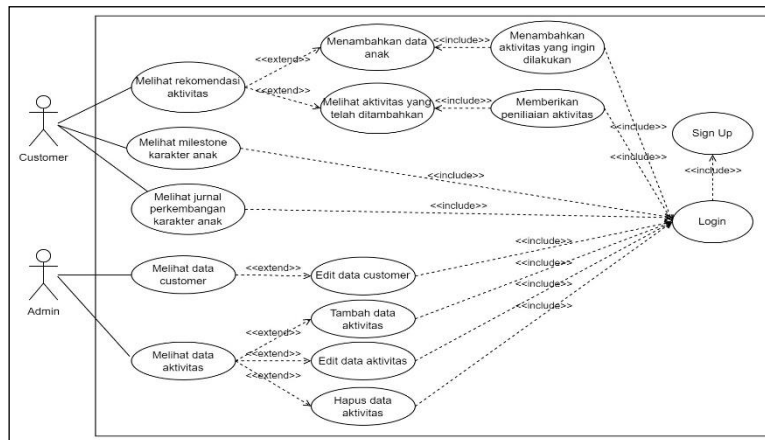 Menambahkan data
anak
<<include>>
Menambahkan
aktivitas yang ingin
dilakukan
<<extend>>
Melihat rekomendasi
aktivitas
<<extend>>
Melihat aktivitas yang
telah ditambahkan
<<include>>
Memberikan
peniliaian aktivitas
<<include>>
<<include>>
Sign Up
<<include>>
Customer
Melihat milestone
karakter anak
<<include>>
Melihat jurnal
perkembangan
karakter anak
<<include>>
Login
Admin
Melihat data
customer
<<extend>>
Edit data customer
<<include>>
<<include>>
<<include>>
<<include>>
Melihat data
aktivitas
<<extend>>
Tambah data
aktivitas
<<extend>>
Edit data aktivitas
<<extend>>
Hapus data
aktivitas